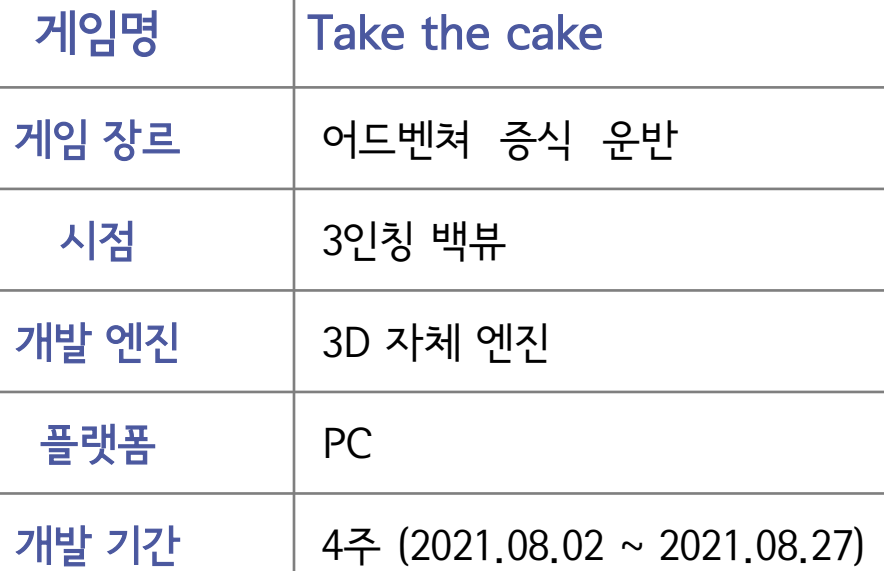 게임명 Take the cake
게임 장르 어드벤쳐 증식 운반
시점 3인칭 백뷰
개발 엔진 3D 자체 엔진
플랫폼 PC
개발 기간 4주 (2021.08.02 ~ 2021.08.27)